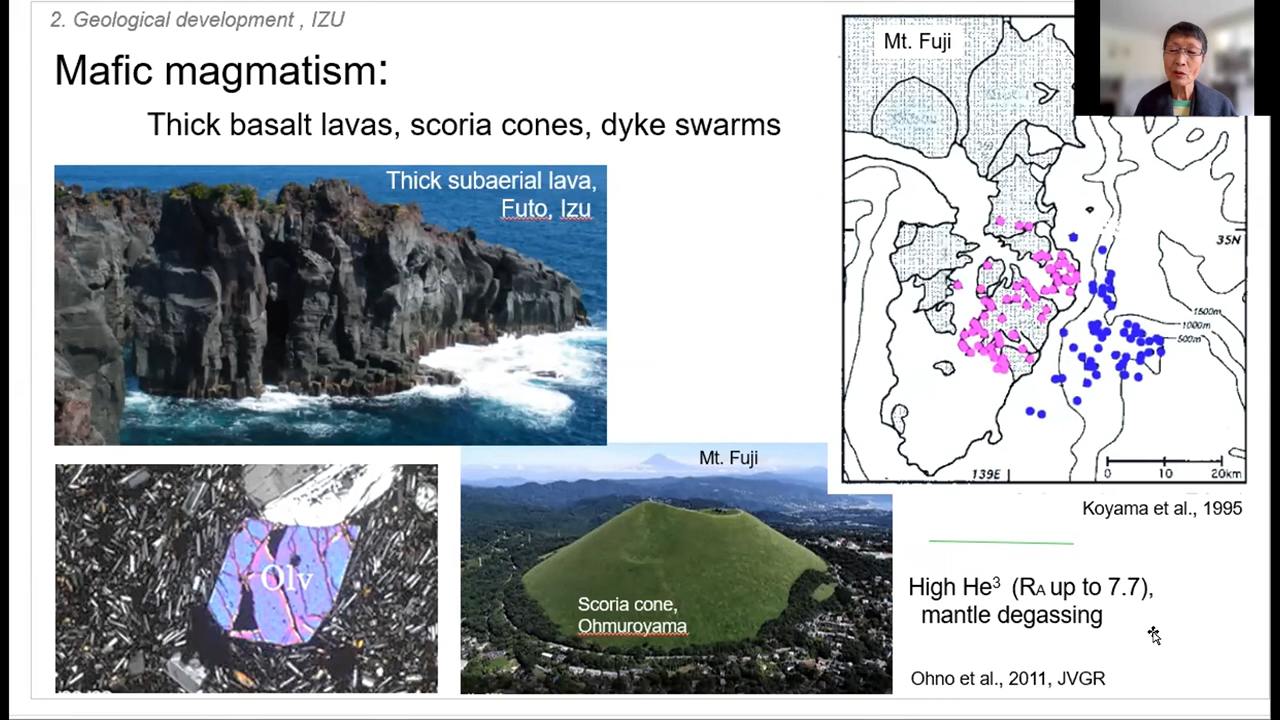 2. Geological development , IZU
Mafic magmatism:
Thick basalt lavas, scoria cones, dyke swarms
Thick subaerial lava,
Futo, Izu
Olv
Mt. Fuji
Scoria cone,
Ohmuroyama
Mt. Fuji
35N
1500m
1000m
500m
139E
0 10 20km
Koyama et al., 1995
High He³ (RA up to 7.7),
mantle degassing
Ohno et al., 2011, JVGR